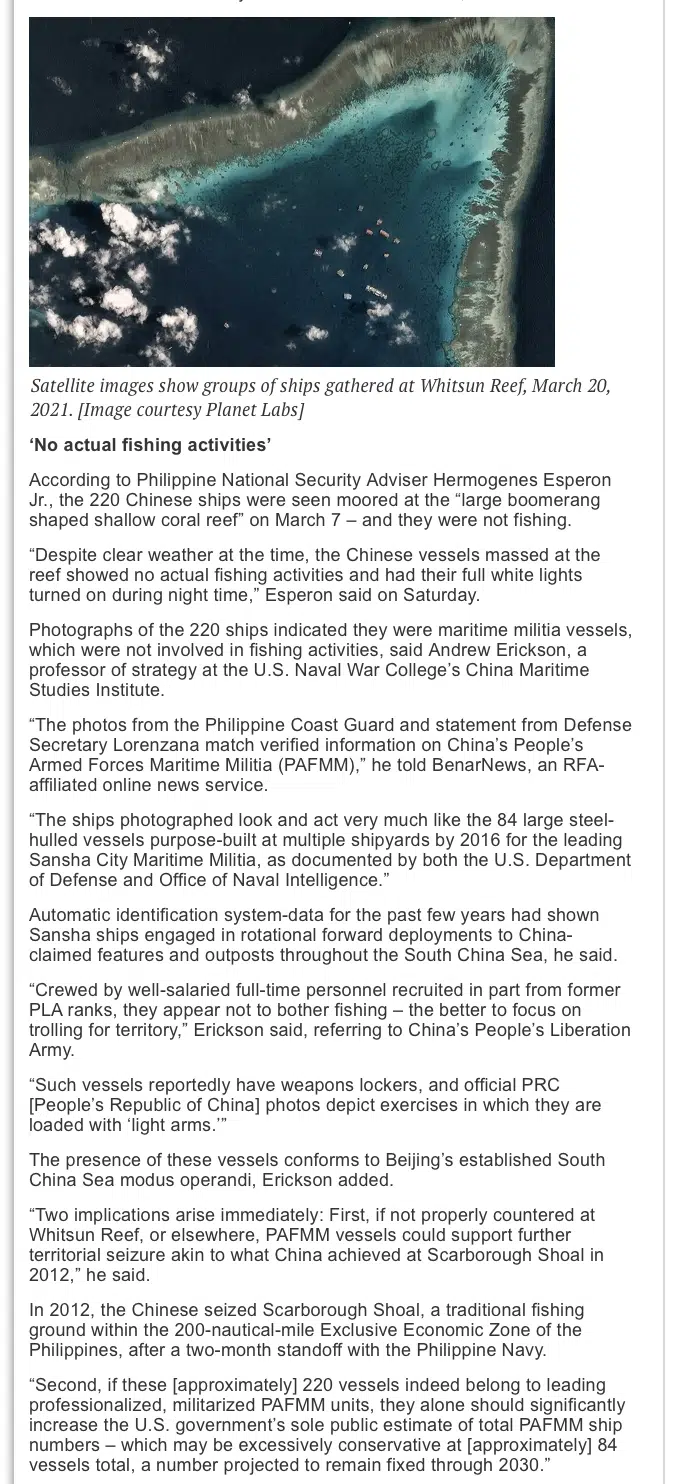 Satellite images show groups of ships gathered at Whitsun Reef, March 20,
2021. [Image courtesy Planet Labs]
‘No actual fishing activities’
According to Philippine National Security Adviser Hermogenes Esperon
Jr., the 220 Chinese ships were seen moored at the “large boomerang
shaped shallow coral reef” on March 7 – and they were not fishing.
“Despite clear weather at the time, the Chinese vessels massed at the
reef showed no actual fishing activities and had their full white lights
turned on during night time,” Esperon said on Saturday.
Photographs of the 220 ships indicated they were maritime militia vessels,
which were not involved in fishing activities, said Andrew Erickson, a
professor of strategy at the U.S. Naval War College’s China Maritime
Studies Institute.
“The photos from the Philippine Coast Guard and statement from Defense
Secretary Lorenzana match verified information on China’s People’s
Armed Forces Maritime Militia (PAFMM),” he told BenarNews, an RFA-
affiliated online news service.
“The ships photographed look and act very much like the 84 large steel-
hulled vessels purpose-built at multiple shipyards by 2016 for the leading
Sansha City Maritime Militia, as documented by both the U.S. Department
of Defense and Office of Naval Intelligence.”
Automatic identification system-data for the past few years had shown
Sansha ships engaged in rotational forward deployments to China-
claimed features and outposts throughout the South China Sea, he said.
“Crewed by well-salaried full-time personnel recruited in part from former
PLA ranks, they appear not to bother fishing – the better to focus on
trolling for territory,” Erickson said, referring to China’s People’s Liberation
Army.
“Such vessels reportedly have weapons lockers, and official PRC
[People’s Republic of China] photos depict exercises in which they are
loaded with ‘light arms.’”
The presence of these vessels conforms to Beijing’s established South
China Sea modus operandi, Erickson added.
“Two implications arise immediately: First, if not properly countered at
Whitsun Reef, or elsewhere, PAFMM vessels could support further
territorial seizure akin to what China achieved at Scarborough Shoal in
2012,” he said.
In 2012, the Chinese seized Scarborough Shoal, a traditional fishing
ground within the 200-nautical-mile Exclusive Economic Zone of the
Philippines, after a two-month standoff with the Philippine Navy.
“Second, if these [approximately] 220 vessels indeed belong to leading
professionalized, militarized PAFMM units, they alone should significantly
increase the U.S. government’s sole public estimate of total PAFMM ship
numbers – which may be excessively conservative at [approximately] 84
vessels total, a number projected to remain fixed through 2030.”